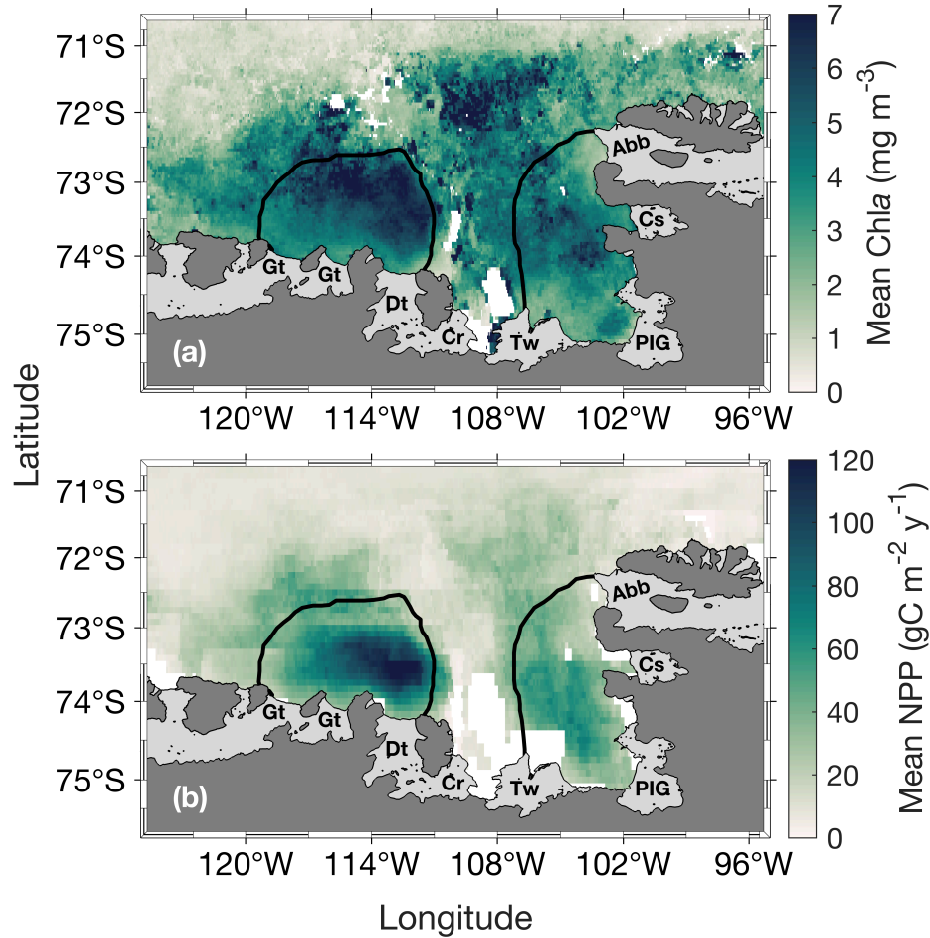 71°S
72°S
73°S
74°S
75°S
Abb
Cs
Gt
Gt
Dt
Cr
Tw
PIG
(a)
120°W 114°W 108°W 102°W 96°W
7
6
5
4
3
2
1
0
Mean Chla (mg m-3)
Latitude
71°S
72°S
73°S
74°S
75°S
Abb
Cs
Gt
Gt
Dt
Cr
Tw
PIG
(b)
120°W 114°W 108°W 102°W 96°W
120
100
80
60
40
20
0
Mean NPP (gC m-2 y-1)
Longitude